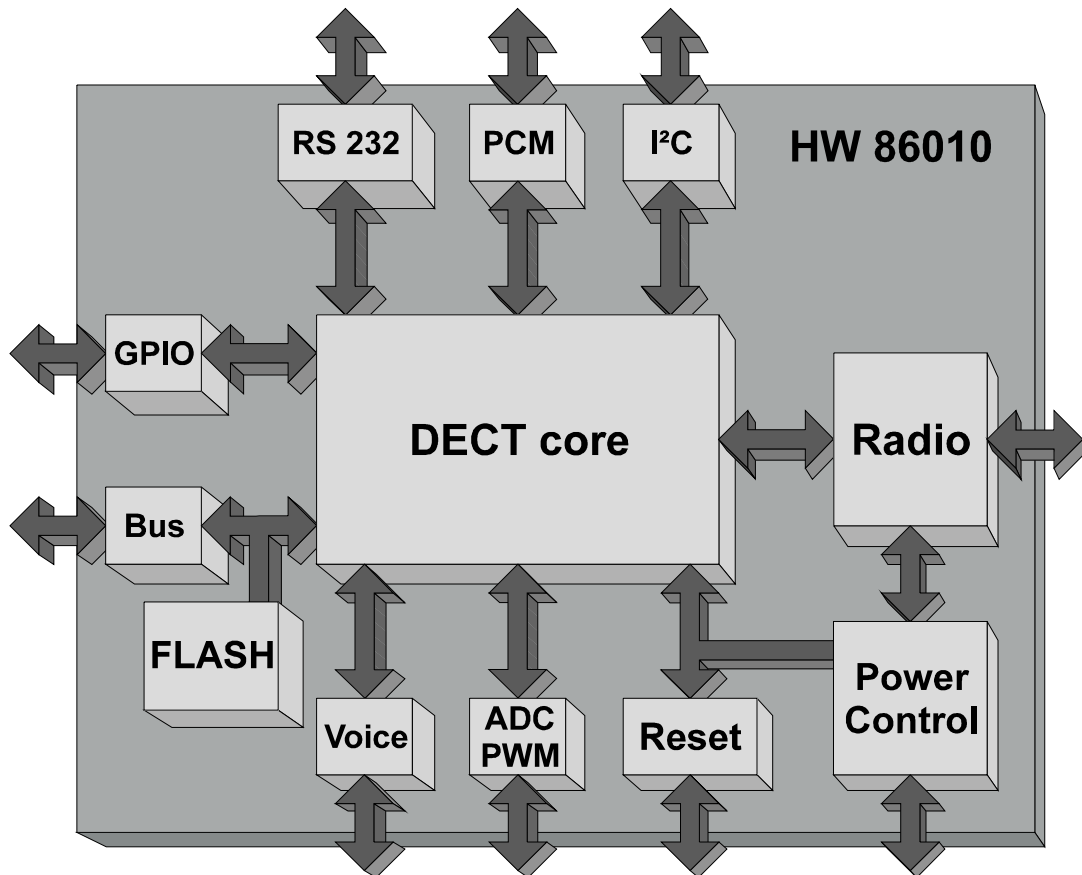 RS 232
PCM
I²C
HW 86010
GPIO
DECT core
Radio
Bus
FLASH
Voice
ADC
PWM
Reset
Power
Control